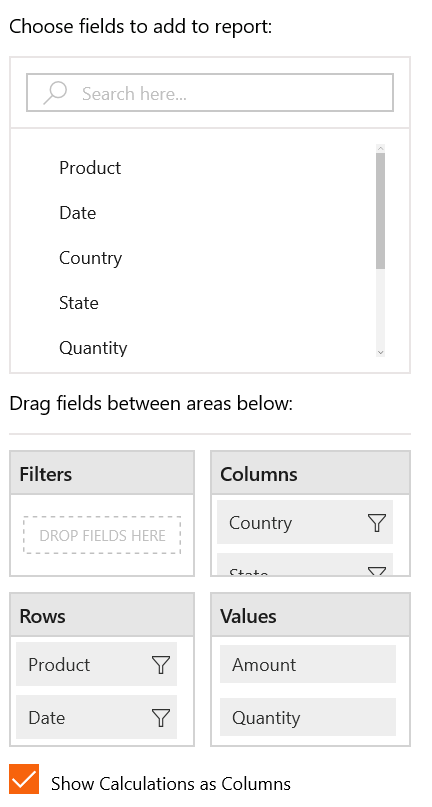 Choose fields to add to report:
Search here...
Product
Date
Country
State
Quantity
Drag fields between areas below:
Filters
DROP FIELDS HERE
Columns
Country
State
Rows
Product
Date
Values
Amount
Quantity
Show Calculations as Columns